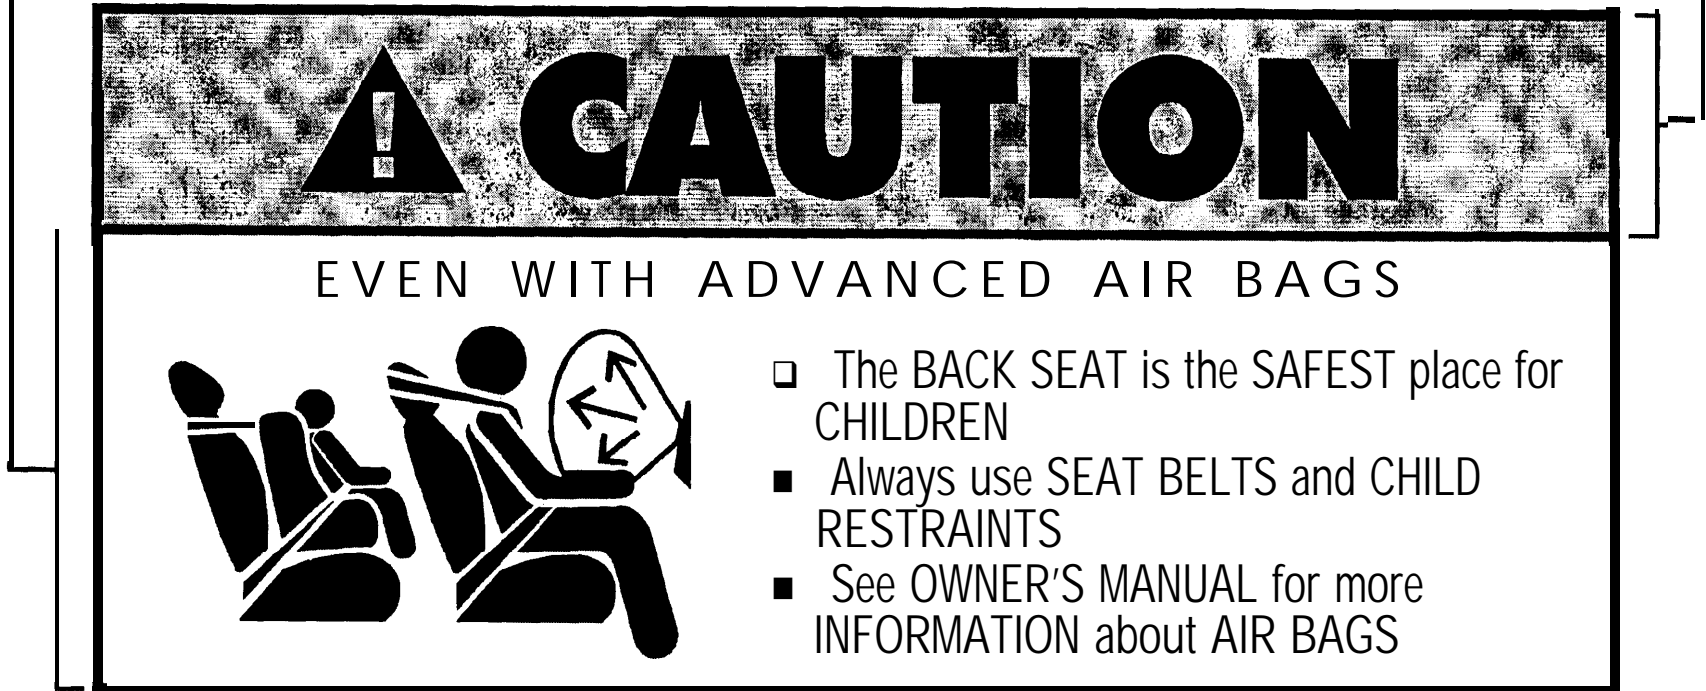 CAUTION
EVEN WITH ADVANCED AIR BAGS
❑ The BACK SEAT is the SAFEST place for
CHILDREN
■ Always use SEAT BELTS and CHILD
RESTRAINTS
■ See OWNER'S MANUAL for more
INFORMATION about AIR BAGS